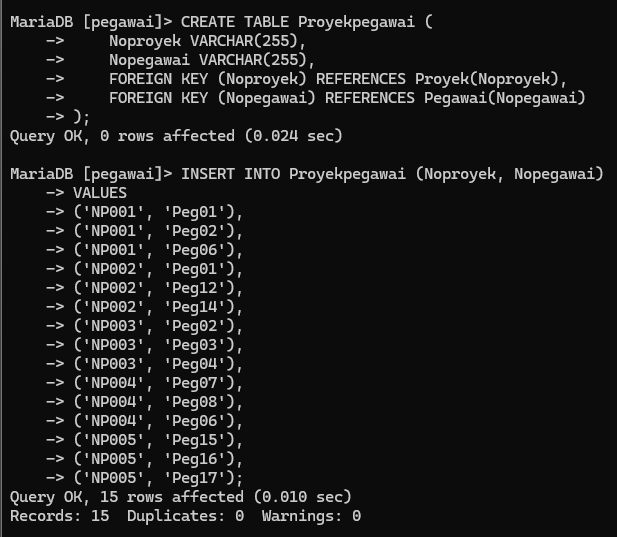 MariaDB [pegawai]> CREATE TABLE Proyekpegawai (
    ->     Noproyek VARCHAR(255),
    ->     Nopegawai VARCHAR(255),
    ->     FOREIGN KEY (Noproyek) REFERENCES Proyek(Noproyek),
    ->     FOREIGN KEY (Nopegawai) REFERENCES Pegawai(Nopegawai)
    -> );
Query OK, 0 rows affected (0.024 sec)

MariaDB [pegawai]> INSERT INTO Proyekpegawai (Noproyek, Nopegawai)
    -> VALUES
    -> ('NP001', 'Peg01'),
    -> ('NP001', 'Peg02'),
    -> ('NP001', 'Peg06'),
    -> ('NP002', 'Peg01'),
    -> ('NP002', 'Peg12'),
    -> ('NP002', 'Peg14'),
    -> ('NP003', 'Peg02'),
    -> ('NP003', 'Peg03'),
    -> ('NP003', 'Peg04'),
    -> ('NP004', 'Peg07'),
    -> ('NP004', 'Peg08'),
    -> ('NP004', 'Peg06'),
    -> ('NP005', 'Peg15'),
    -> ('NP005', 'Peg16'),
    -> ('NP005', 'Peg17');
Query OK, 15 rows affected (0.010 sec)
Records: 15  Duplicates: 0  Warnings: 0